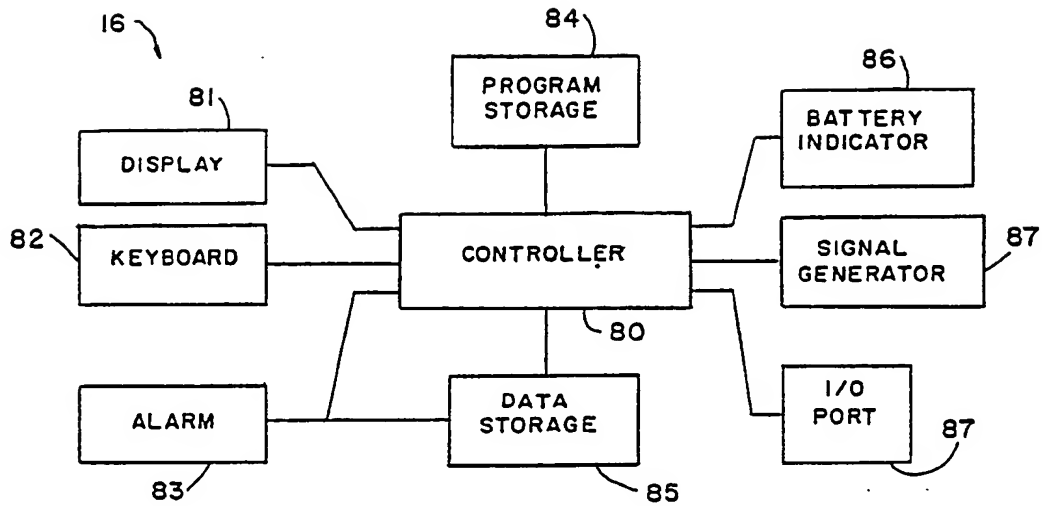 16
84
PROGRAM
STORAGE
86
BATTERY
INDICATOR
81
DISPLAY
82
KEYBOARD
CONTROLLER
80
SIGNAL
GENERATOR
87
ALARM
83
DATA
STORAGE
85
I/O
PORT
87